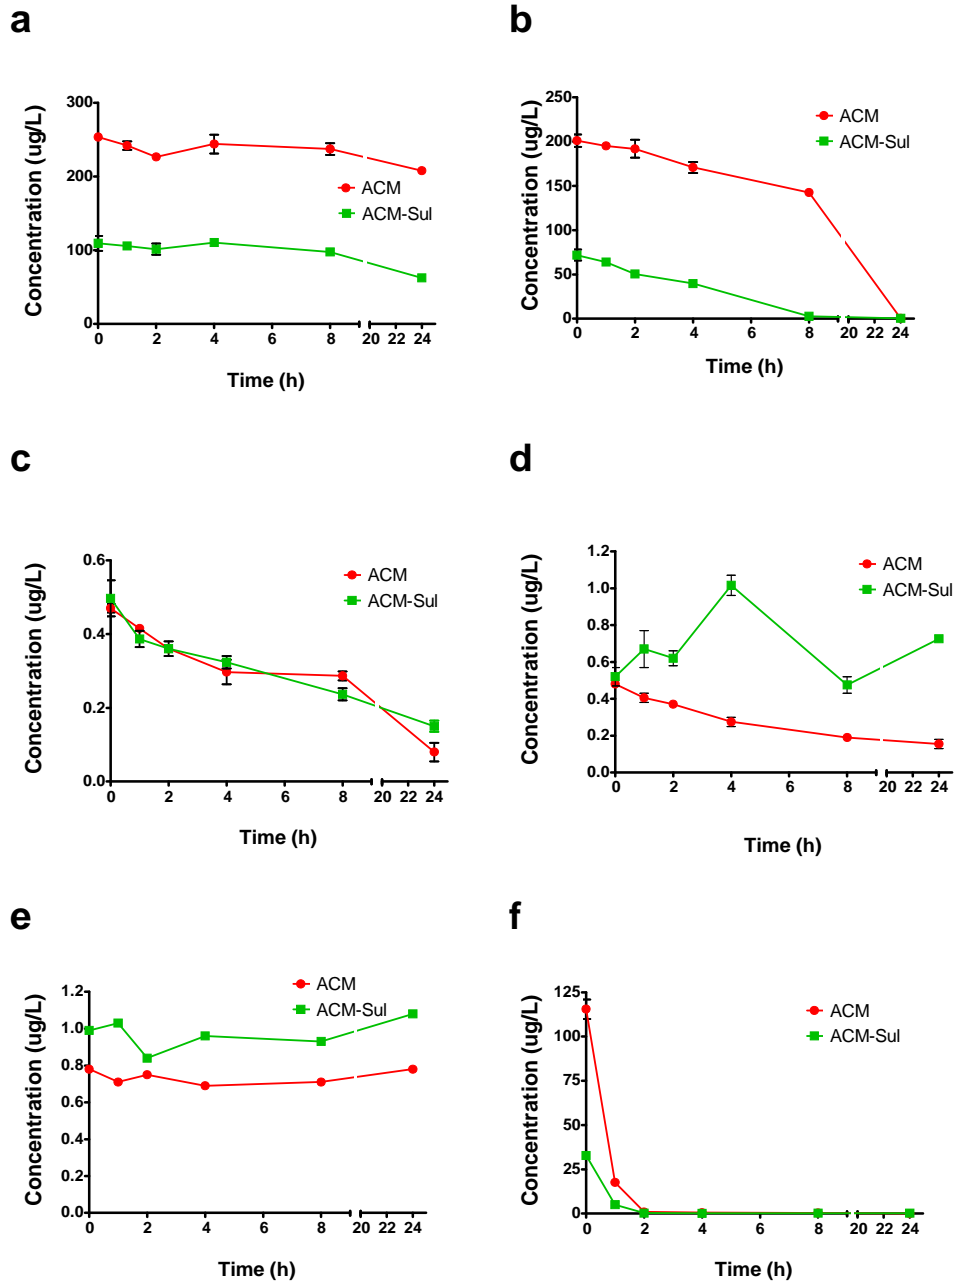 a
Concentration (ug/L)
300
200
100
0
0 2 4 6 8 20 22 24
Time (h)
ACM
ACM-Sul
b
Concentration (ug/L)
250
200
150
100
50
0
0 2 4 6 8 20 22 24
Time (h)
ACM
ACM-Sul
c
Concentration (ug/L)
0.6
0.4
0.2
0.0
0 2 4 6 8 20 22 24
Time (h)
ACM
ACM-Sul
d
Concentration (ug/L)
1.2
1.0
0.8
0.6
0.4
0.2
0.0
0 2 4 6 8 20 22 24
Time (h)
ACM
ACM-Sul
e
Concentration (ug/L)
1.2
1.0
0.8
0.6
0.4
0.2
0.0
0 2 4 6 8 20 22 24
Time (h)
ACM
ACM-Sul
f
Concentration (ug/L)
125
100
75
50
25
0
0 2 4 6 8 20 22 24
Time (h)
ACM
ACM-Sul